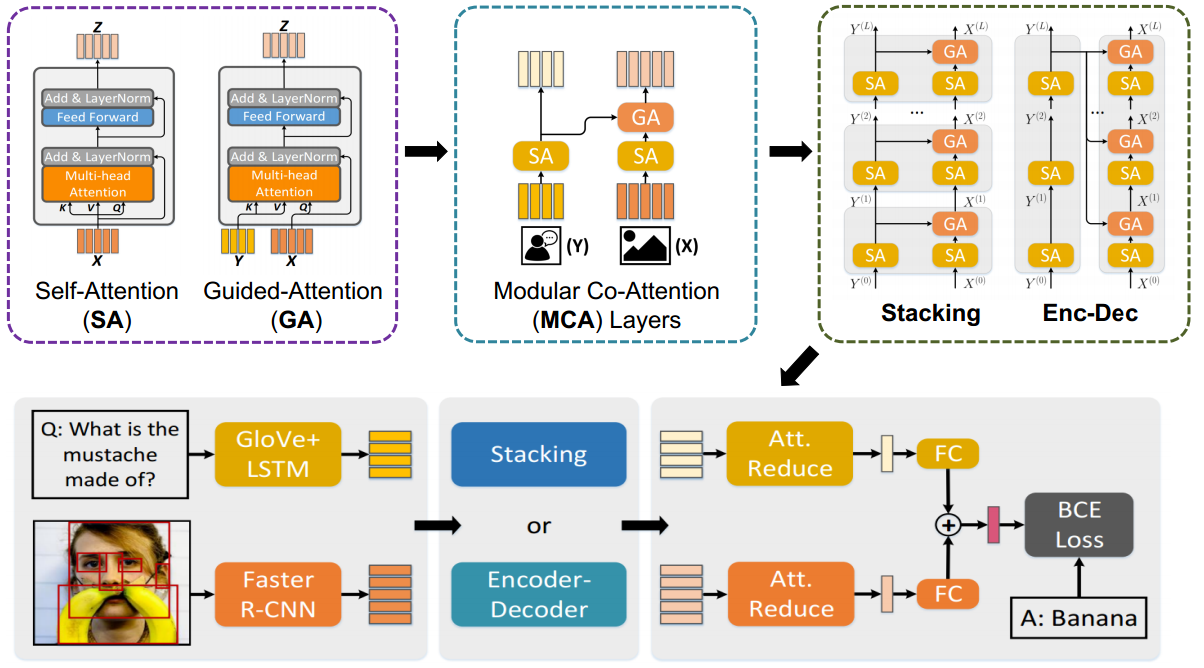 Z
Add & LayerNorm
Feed Forward
Add & LayerNorm
Multi-head
Attention
K V Q
X
Self-Attention
(SA)
Z
Add & LayerNorm
Feed Forward
Add & LayerNorm
Multi-head
Attention
K V Q
Y X
Guided-Attention
(GA)
GA
SA SA
(Y) (X)
Modular Co-Attention
(MCA) Layers
Y^(L) X^(L)
GA
SA SA
...
Y^(2) X^(2)
GA
SA SA
Y^(1) X^(1)
GA
SA SA
Y^(0) X^(0)
Stacking
Y^(L) X^(L)
GA
SA SA
...
Y^(2) X^(2)
GA
SA SA
Y^(1) X^(1)
GA
SA SA
Y^(0) X^(0)
Enc-Dec
Q: What is the
mustache
made of?
GloVe+
LSTM
Faster
R-CNN
Stacking
or
Encoder-
Decoder
Att.
Reduce
FC
Att.
Reduce
FC
+
BCE
Loss
A: Banana